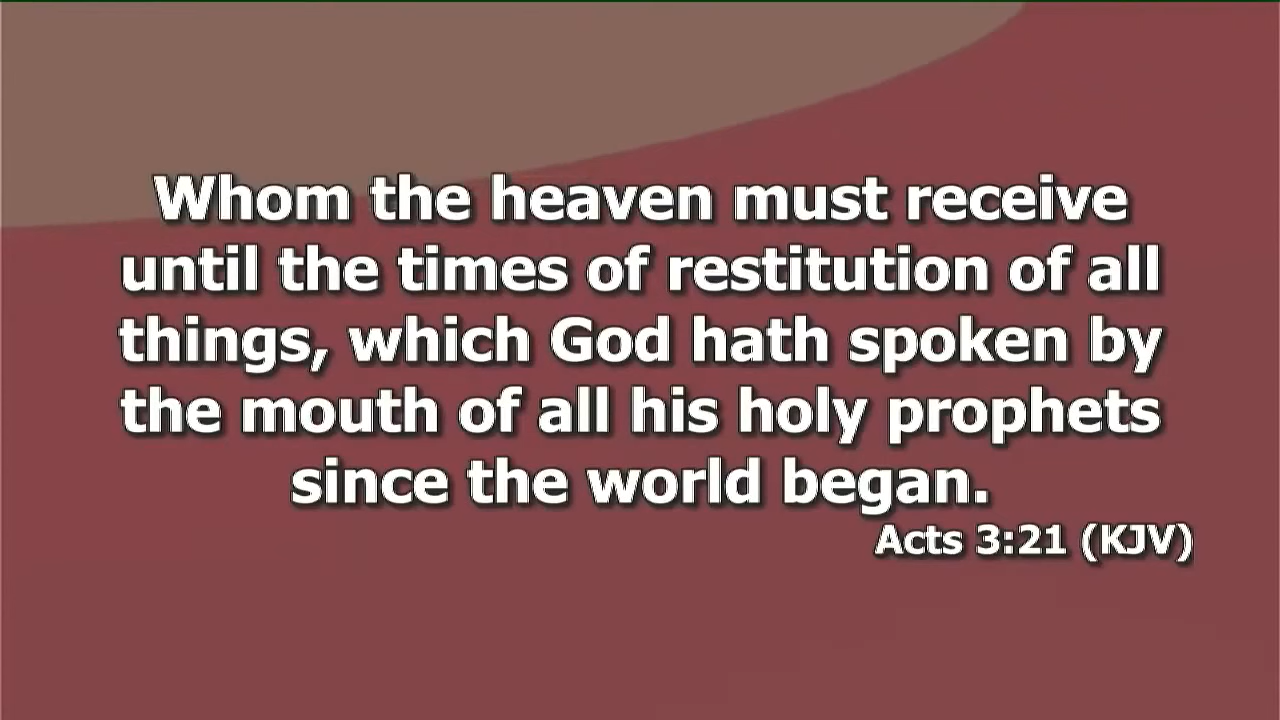 Whom the heaven must receive
until the times of restitution of all
things, which God hath spoken by
the mouth of all his holy prophets
since the world began.
Acts 3:21 (KJV)